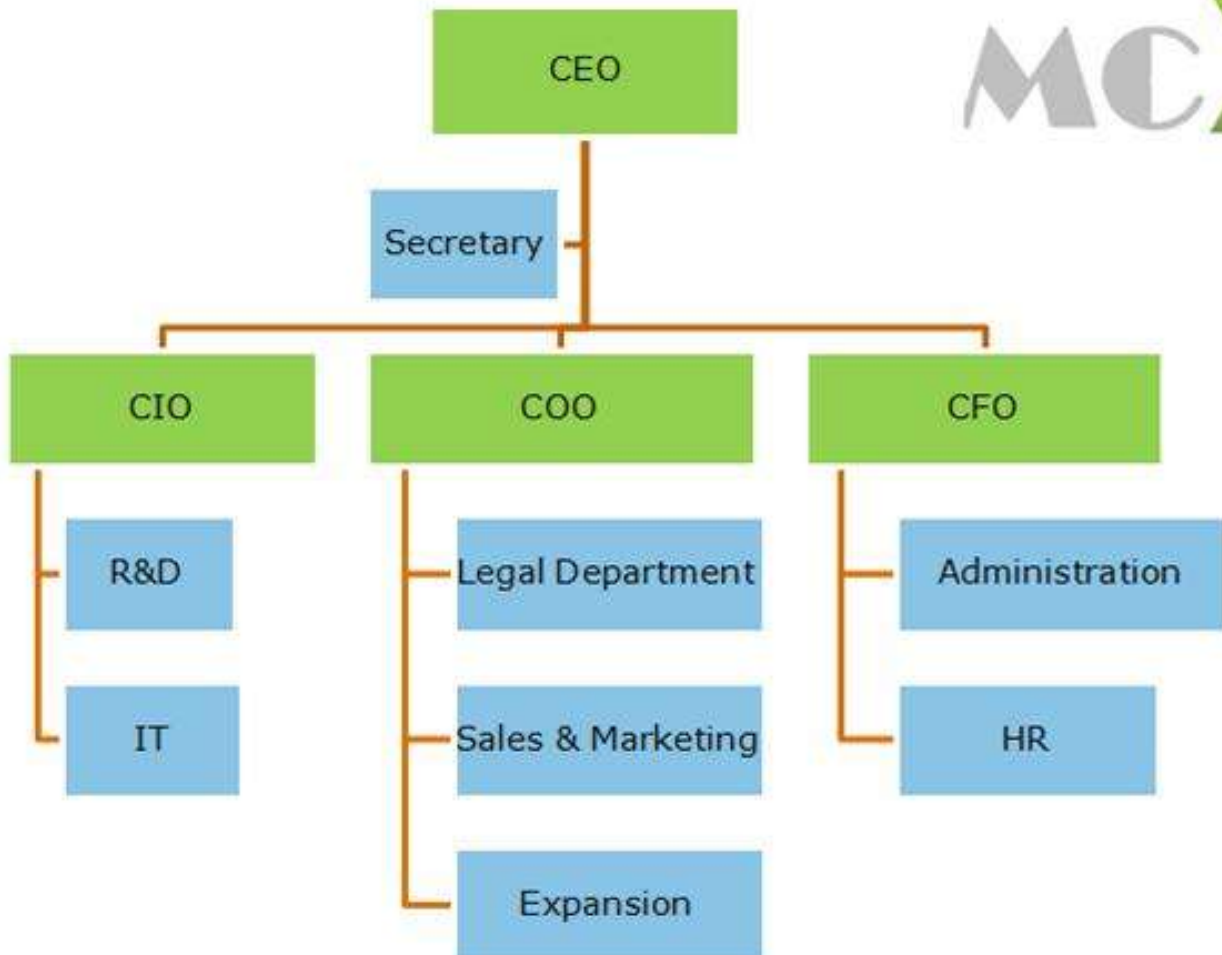 CEO
MC
Secretary
CIO
COO
CFO
R&D
Legal Department
Administration
IT
Sales & Marketing
HR
Expansion